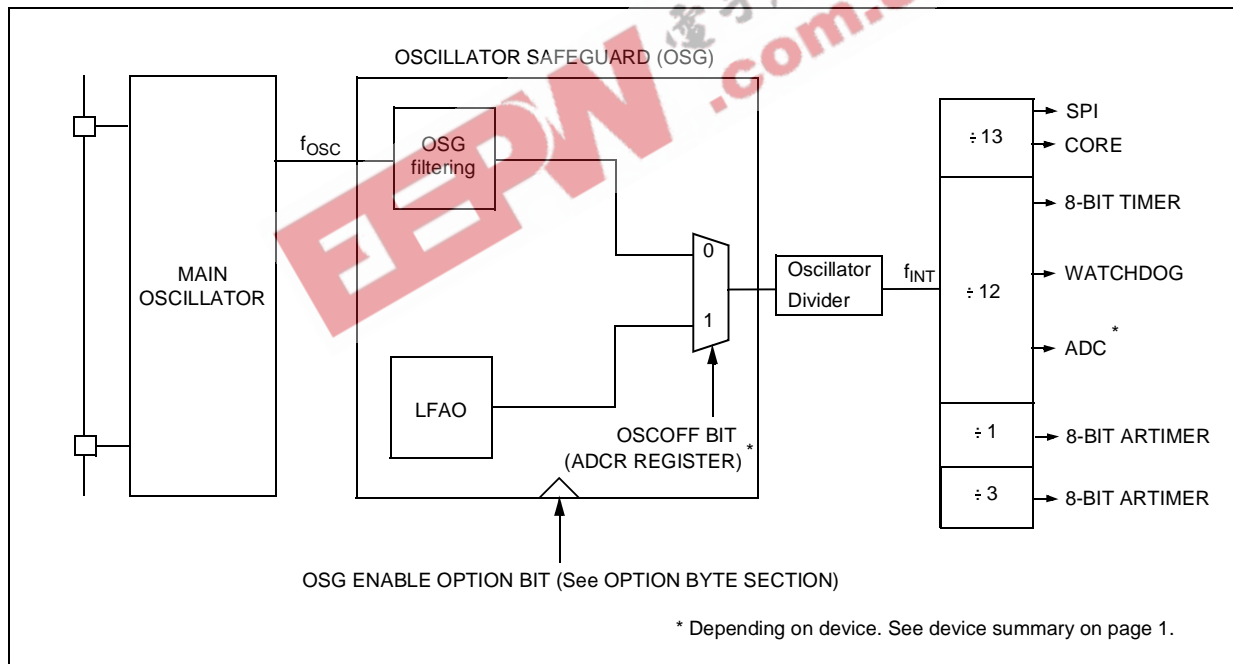 OSCILLATOR SAFEGUARD (OSG)
MAIN
OSCILLATOR
fOSC
OSG
filtering
LFAO
0
1
OSCOFF BIT
(ADCR REGISTER) *
Oscillator
Divider
fINT
÷ 13
÷ 12
÷ 1
÷ 3
SPI
CORE
8-BIT TIMER
WATCHDOG
ADC *
8-BIT ARTIMER
8-BIT ARTIMER
OSG ENABLE OPTION BIT (See OPTION BYTE SECTION)
* Depending on device. See device summary on page 1.
EEPW
.com.